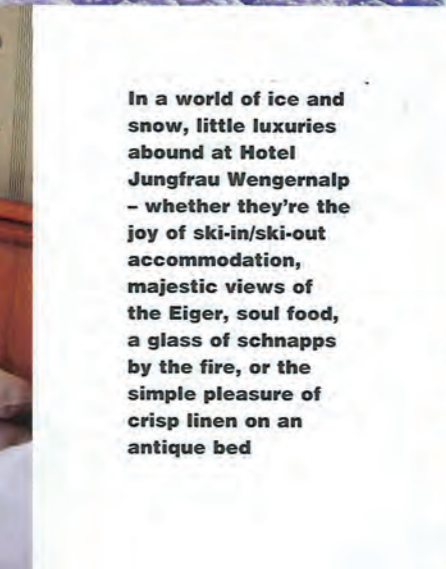 In a world of ice and
snow, little luxuries
abound at Hotel
Jungfrau Wengernalp
– whether they're the
joy of ski-in/ski-out
accommodation,
majestic views of
the Eiger, soul food,
a glass of schnapps
by the fire, or the
simple pleasure of
crisp linen on an
antique bed